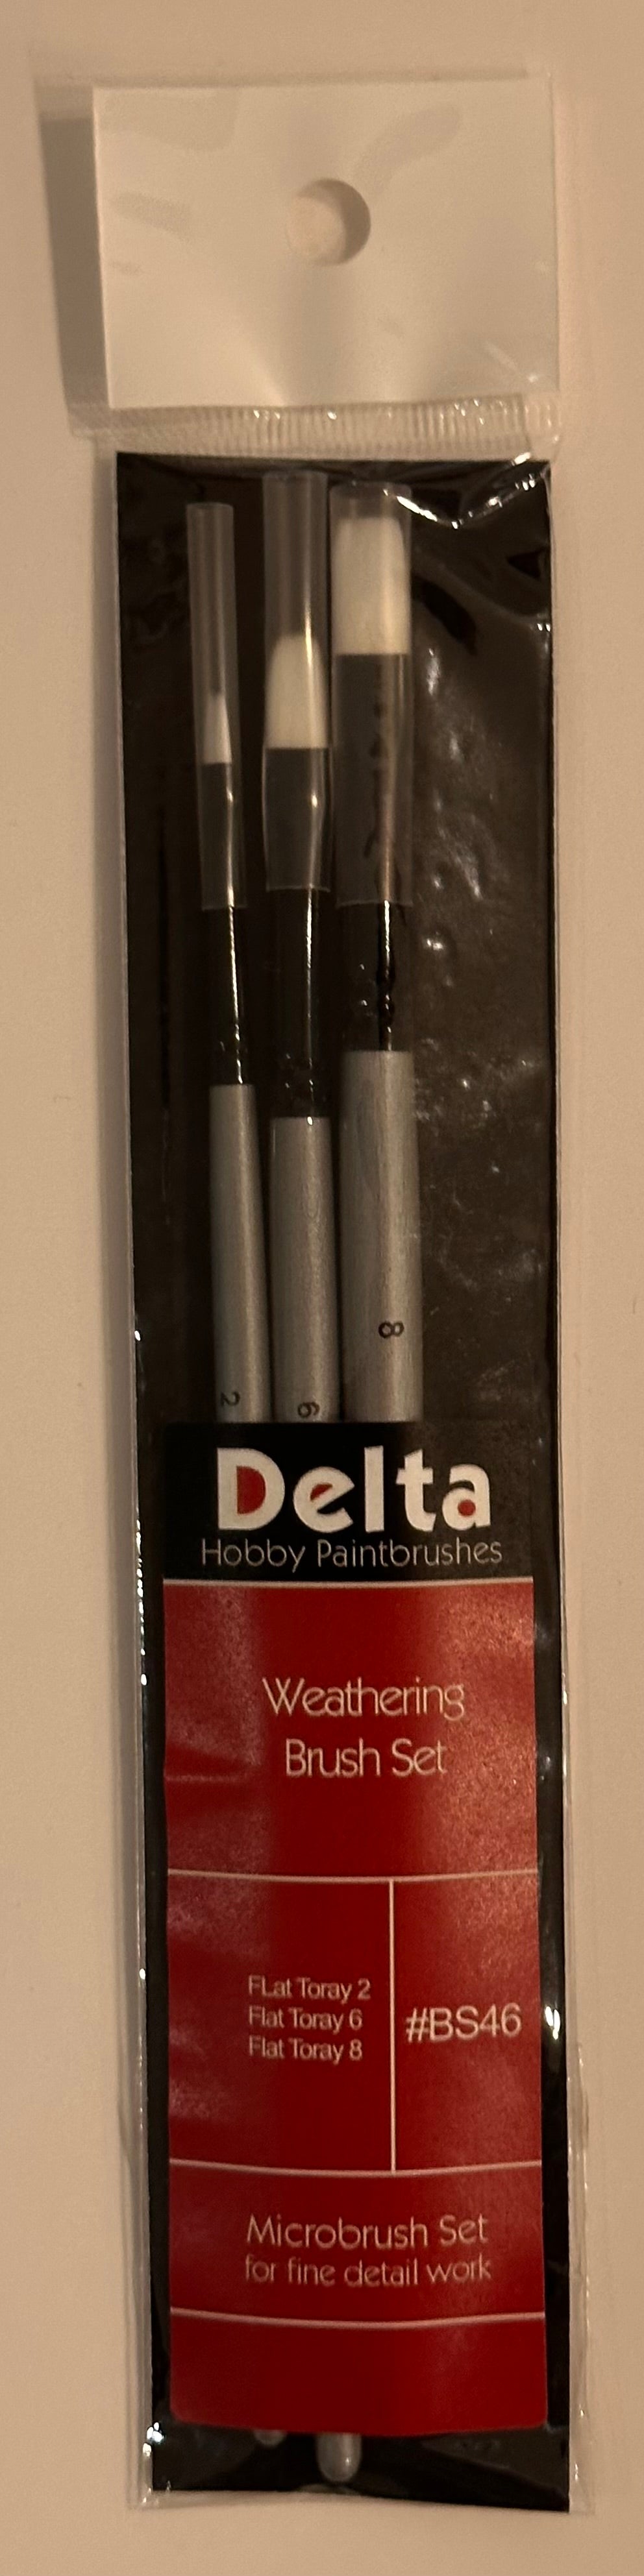 8
2
6
Delta
Hobby Paintbrushes
Weathering
Brush Set
FLat Toray 2
Flat Toray 6
Flat Toray 8
#BS46
Microbrush Set
for fine detail work